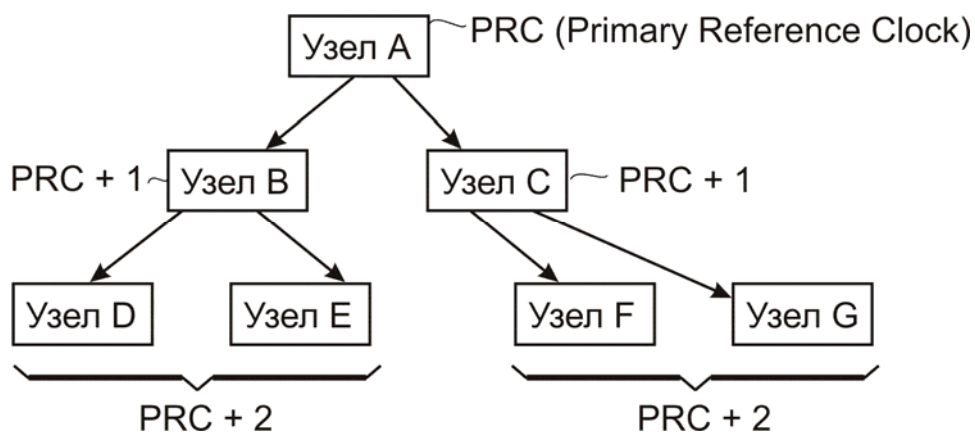 Узел A
PRC (Primary Reference Clock)
PRC + 1
Узел B
Узел C
PRC + 1
Узел D
Узел E
Узел F
Узел G
PRC + 2
PRC + 2